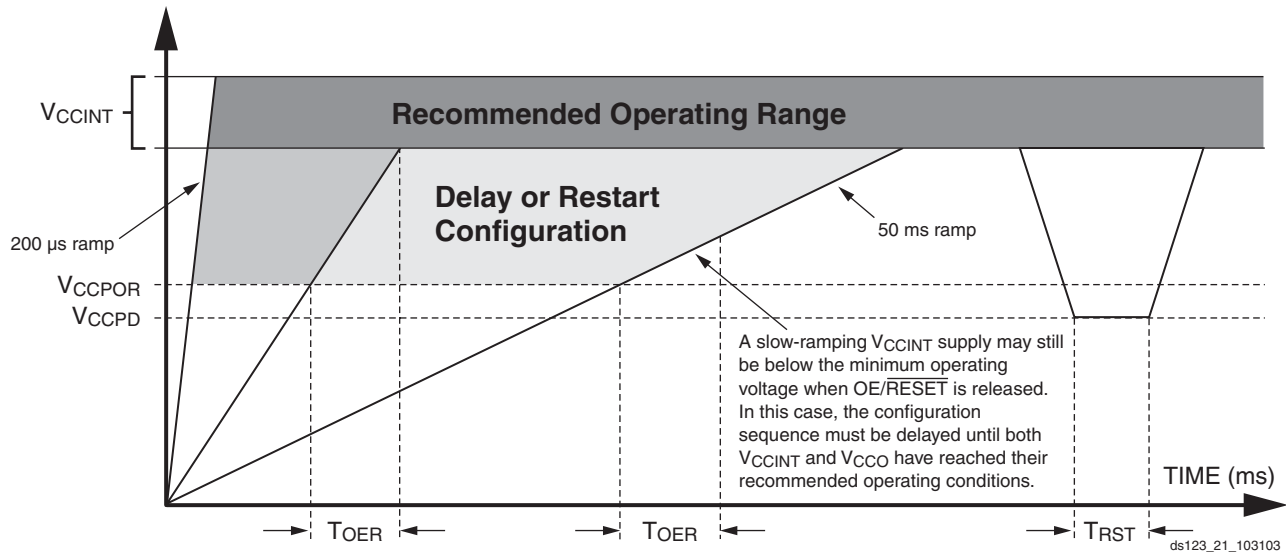 VCCINT
Recommended Operating Range
Delay or Restart
Configuration
200 µs ramp
50 ms ramp
VCCPOR
VCCPD
A slow-ramping VCCINT supply may still
be below the minimum operating
voltage when OE/RESET is released.
In this case, the configuration
sequence must be delayed until both
VCCINT and VCCO have reached their
recommended operating conditions.
TIME (ms)
TOER
TOER
TRST
ds123_21_103103